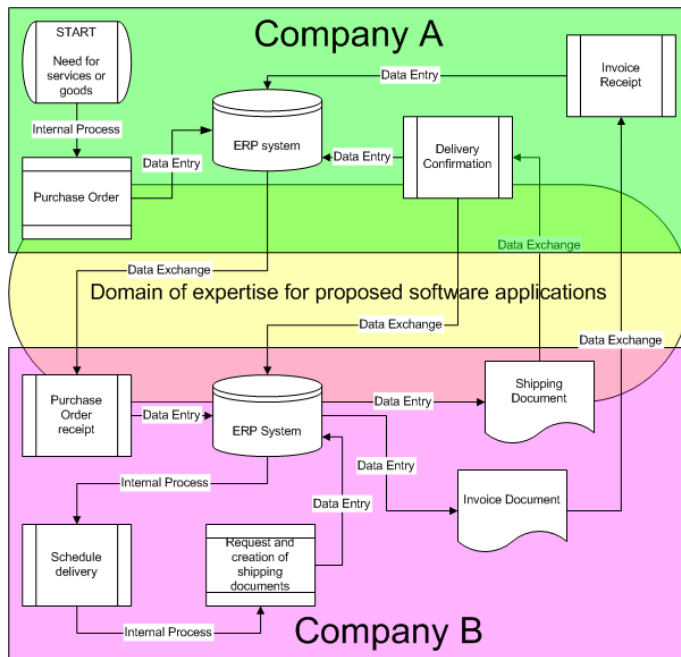 Company A
START
Need for
services or
goods
Invoice
Receipt
Data Entry
Internal Process
ERP system
Delivery
Confirmation
Data Entry
Data Entry
Purchase Order
Data Exchange
Data Exchange
Domain of expertise for proposed software applications
Data Exchange
Data Exchange
Purchase
Order
receipt
Data Entry
ERP System
Data Entry
Shipping
Document
Data Entry
Internal Process
Data Entry
Invoice Document
Schedule
delivery
Request and
creation of
shipping
documents
Internal Process
Company B